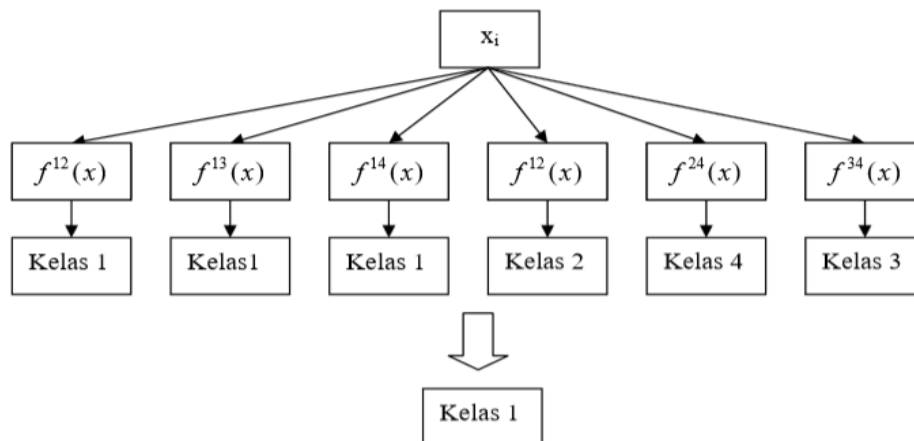 xᵢ
f¹²(x) f¹³(x) f¹⁴(x) f¹²(x) f²⁴(x) f³⁴(x)
Kelas 1 Kelas1 Kelas 1 Kelas 2 Kelas 4 Kelas 3
Kelas 1